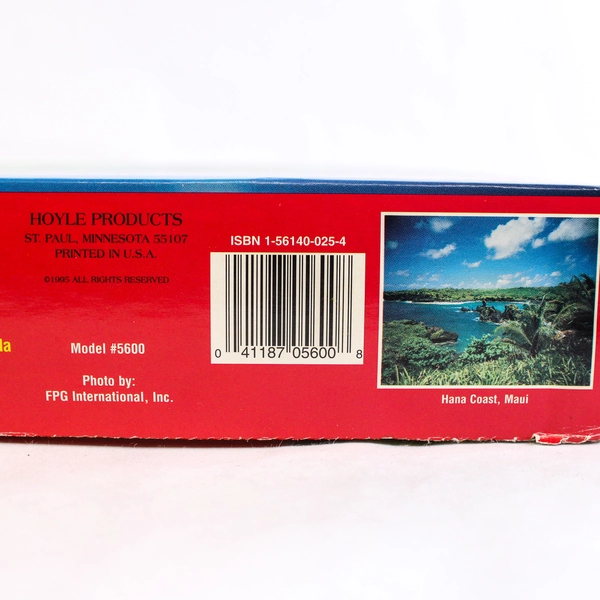 HOYLE PRODUCTS
ST. PAUL, MINNESOTA 55107
PRINTED IN U.S.A.
©1995 ALL RIGHTS RESERVED
la
Model #5600
Photo by:
FPG International, Inc.
ISBN 1-56140-025-4
0 41187 05600 8
Hana Coast, Maui